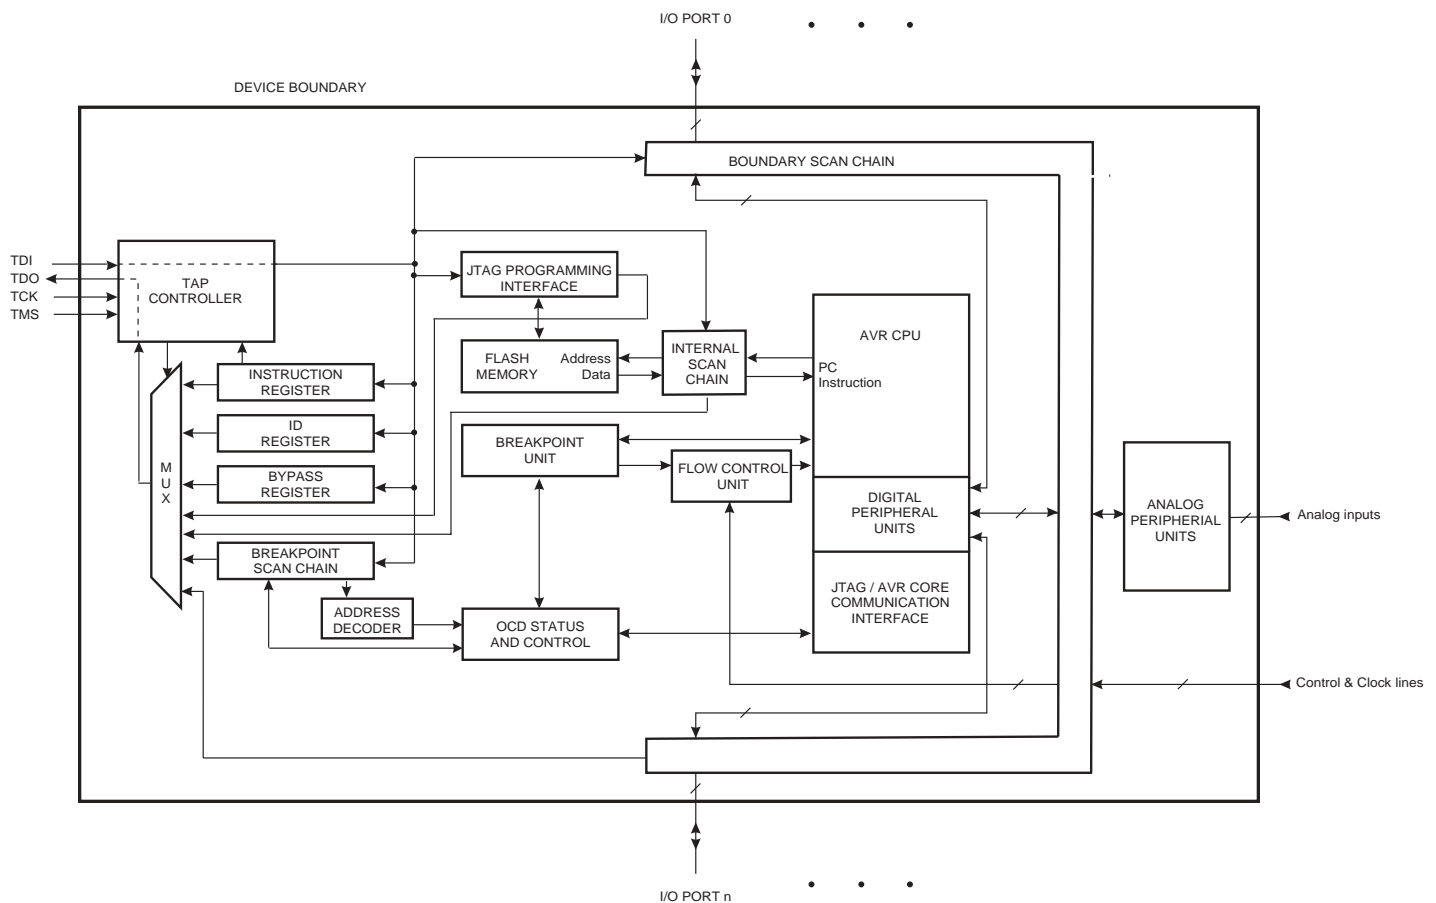 I/O PORT 0
DEVICE BOUNDARY
BOUNDARY SCAN CHAIN
TDI
TDO
TCK
TMS
TAP
CONTROLLER
JTAG PROGRAMMING
INTERFACE
FLASH
MEMORY
Address
Data
INTERNAL
SCAN
CHAIN
AVR CPU
PC
Instruction
INSTRUCTION
REGISTER
ID
REGISTER
BYPASS
REGISTER
M
U
X
BREAKPOINT
UNIT
FLOW CONTROL
UNIT
DIGITAL
PERIPHERAL
UNITS
ANALOG
PERIPHERIAL
UNITS
Analog inputs
BREAKPOINT
SCAN CHAIN
ADDRESS
DECODER
OCD STATUS
AND CONTROL
JTAG / AVR CORE
COMMUNICATION
INTERFACE
Control & Clock lines
I/O PORT n